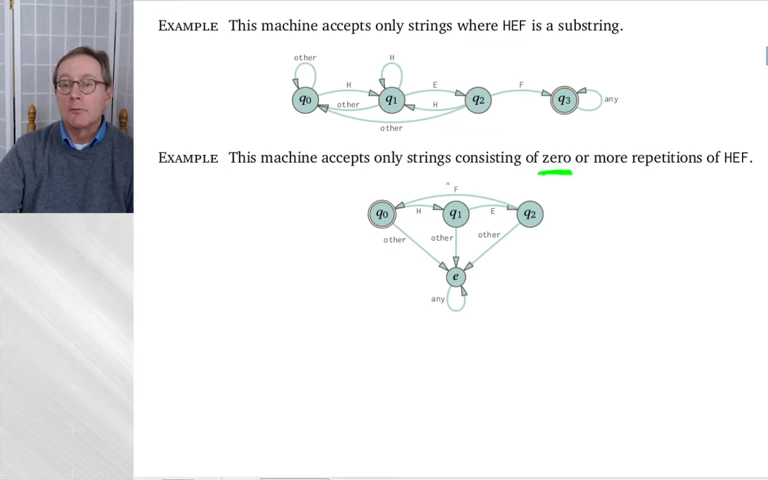 EXAMPLE This machine accepts only strings where HEF is a substring.
other H
H E F
q0 other q1 H q2 q3 any
other
EXAMPLE This machine accepts only strings consisting of zero or more repetitions of HEF.
F
q0 H q1 E q2
other other other
e
any